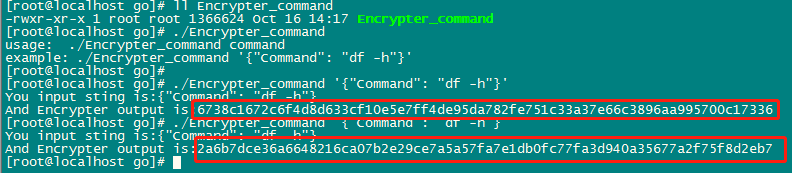 [root@localhost go]# ll Encrypter_command
-rwxr-xr-x 1 root root 1366624 Oct 16 14:17 Encrypter_command
[root@localhost go]# ./Encrypter_command
usage:  ./Encrypter_command command
example: ./Encrypter_command '{"Command": "df -h"}'
[root@localhost go]#
[root@localhost go]# ./Encrypter_command '{"Command": "df -h"}'
You input sting is:{"Command": "df -h"}
And Encrypter output is:6738c1672c6f4d8d633cf10e5e7ff4de95da782fe751c33a37e66c3896aa995700c17336
[root@localhost go]# ./Encrypter_command '{"Command": "df -h"}'
You input sting is:{"Command": "df -h"}
And Encrypter output is:2a6b7dce36a6648216ca07b2e29ce7a5a57fa7e1db0fc77fa3d940a35677a2f75f8d2eb7
[root@localhost go]#